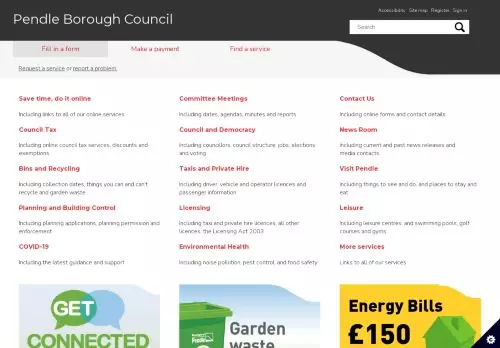 Pendle Borough Council
Accessibility Site map Register Sign in
Search
Fill in a form
Make a payment
Find a service
Request a service or report a problem.
Save time, do it online
Including links to all of our online services
Council Tax
Including online council tax services, discounts and
exemptions
Bins and Recycling
Including collection dates, things you can and can't
recycle and garden waste
Planning and Building Control
Including planning applications, planning permission and
enforcement
COVID-19
Including the latest guidance and support
Committee Meetings
Including dates, agendas, minutes and reports
Council and Democracy
Including councillors, council structure, jobs, elections
and voting
Taxis and Private Hire
Including driver, vehicle and operator licences and
passenger information
Licensing
Including taxi and private hire licences, all other
licences, the Licensing Act 2003
Environmental Health
Including noise pollution, pest control, and food safety
Contact Us
Including online forms and contact details
News Room
Including current and past news releases and
media contacts
Visit Pendle
Including things to see and do, and places to stay and
eat
Leisure
Including leisure centres, and swimming pools, golf
courses and gyms
More services
Links to all of our services
GET
CONNECTED
Garden
waste
Energy Bills
£150